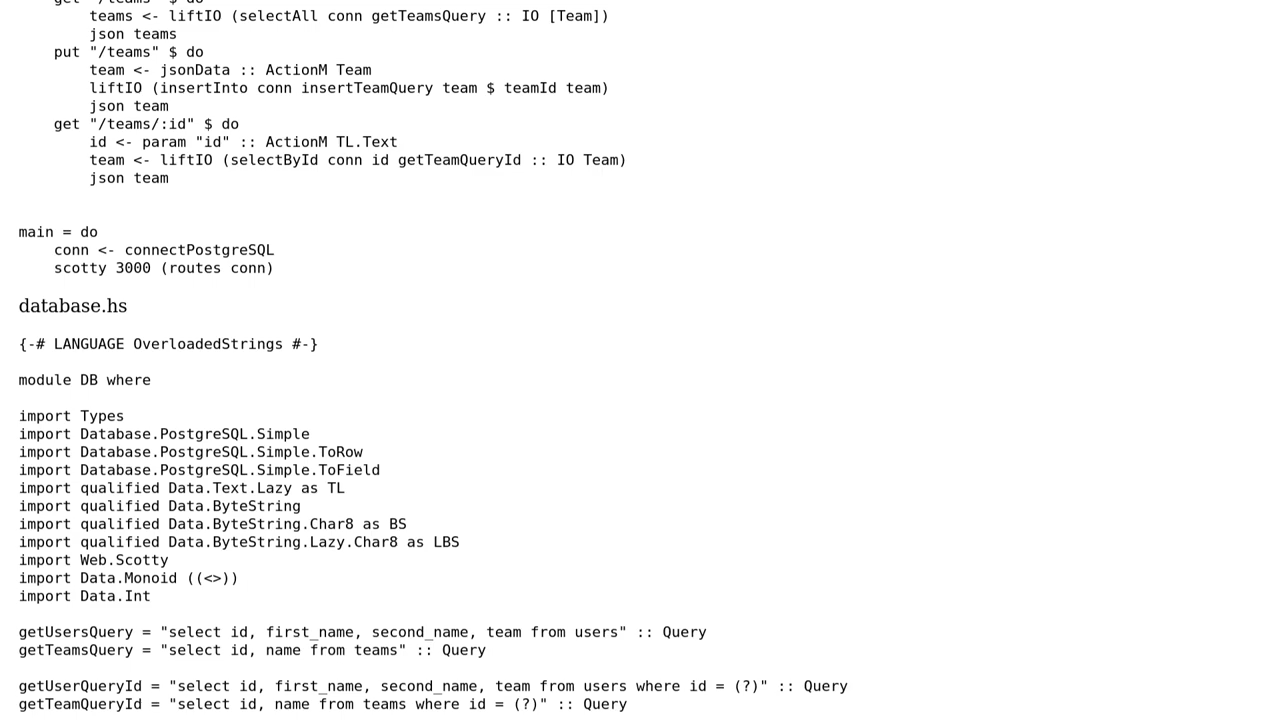 get "/teams" $ do
teams <- liftIO (selectAll conn getTeamsQuery :: IO [Team])
json teams
put "/teams" $ do
team <- jsonData :: ActionM Team
liftIO (insertInto conn insertTeamQuery team $ teamId team)
json team
get "/teams/:id" $ do
id <- param "id" :: ActionM TL.Text
team <- liftIO (selectById conn id getTeamQueryId :: IO Team)
json team
main = do
conn <- connectPostgreSQL
scotty 3000 (routes conn)
database.hs
{-# LANGUAGE OverloadedStrings #-}
module DB where
import Types
import Database.PostgreSQL.Simple
import Database.PostgreSQL.Simple.ToRow
import Database.PostgreSQL.Simple.ToField
import qualified Data.Text.Lazy as TL
import qualified Data.ByteString
import qualified Data.ByteString.Char8 as BS
import qualified Data.ByteString.Lazy.Char8 as LBS
import Web.Scotty
import Data.Monoid ((<>))
import Data.Int
getUsersQuery = "select id, first_name, second_name, team from users" :: Query
getTeamsQuery = "select id, name from teams" :: Query
getUserQueryId = "select id, first_name, second_name, team from users where id = (?)" :: Query
getTeamQueryId = "select id, name from teams where id = (?)" :: Query